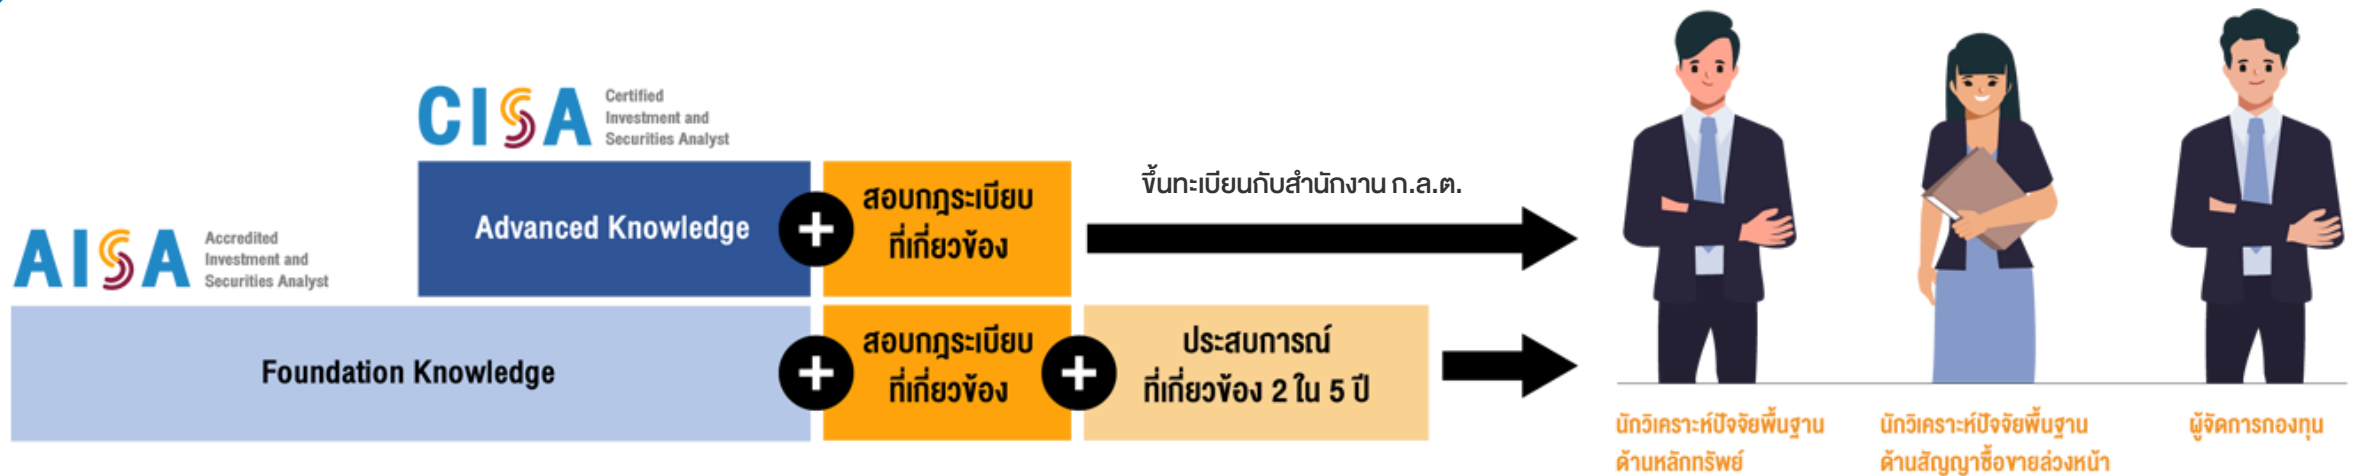 CISA
Certified
Investment and
Securities Analyst
Advanced Knowledge
+
สอบกฎระเบียบ
ที่เกี่ยวข้อง
ขึ้นทะเบียนกับสำนักงาน ก.ล.ต.
AISA
Accredited
Investment and
Securities Analyst
Foundation Knowledge
+
สอบกฎระเบียบ
ที่เกี่ยวข้อง
+
ประสบการณ์
ที่เกี่ยวข้อง 2 ใน 5 ปี
นักวิเคราะห์ปัจจัยพื้นฐาน
ด้านหลักทรัพย์
นักวิเคราะห์ปัจจัยพื้นฐาน
ด้านสัญญาซื้อขายล่วงหน้า
ผู้จัดการกองทุน